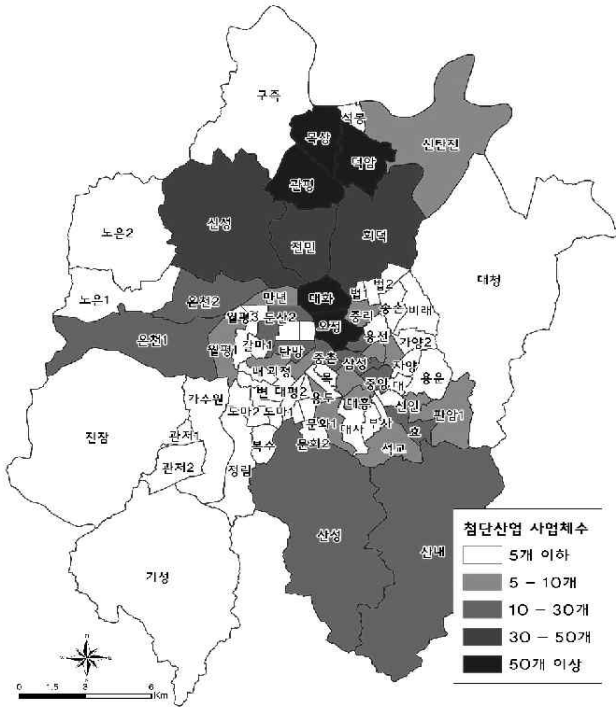 구즉
석봉
목상
신탄진
덕암
관평
신성
전민
회덕
노은2
대청
노은1
온천2
만년
대화
법1
법2
송촌
비래
월평3
둔산2
오정
중리
온천1
월평1
갈마1
탄방
용전
가양2
중촌
삼성
자양
내
괴정
목
중앙
대
용운
가수원
변
태평2
용두
대흥
신인
판암1
도마2
도마1
문화1
대사
부사
효
진잠
관저1
복수
문화2
석교
관저2
정림
산성
산내
기성
첨단산업 사업체수
5개 이하
5 - 10개
10 - 30개
30 - 50개
50개 이상
N
0 1.5 3 6
Km